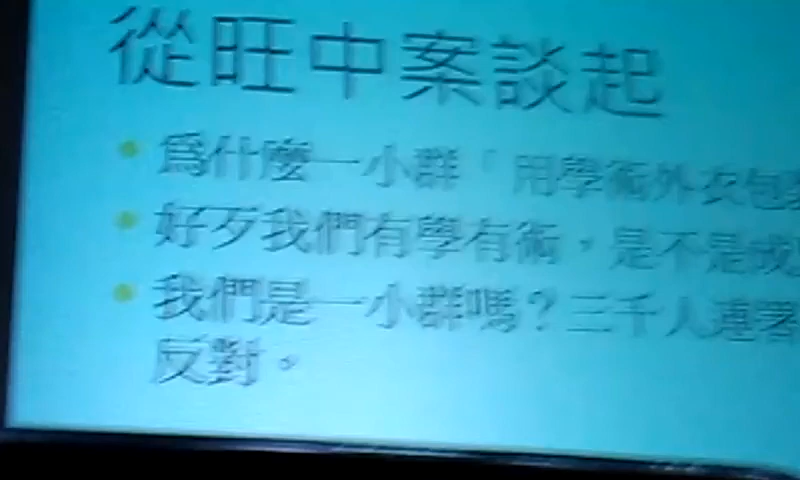 從旺中案談起
為什麼一小群「用學術外衣包
好歹我們有學有術，是不是成
我們是一小群嗎？三千人連署
反對。